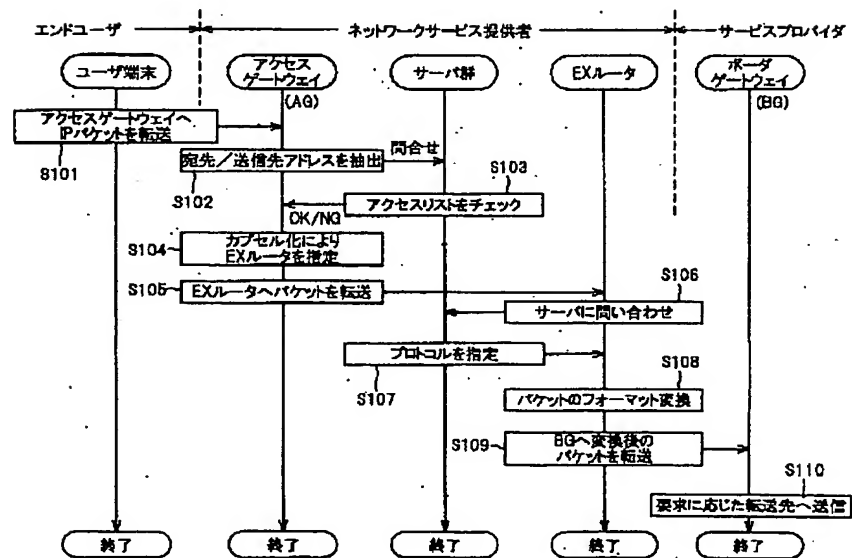 エンドユーザ
ネットワークサービス提供者
サービスプロバイダ
ユーザ端末
アクセス
ゲートウェイ
(AG)
サーバ群
EXルータ
ボーダ
ゲートウェイ
(BG)
アクセスゲートウェイへ
IPパケットを転送
S101
宛先/送信先アドレスを抽出
問合せ
S102
S103
アクセスリストをチェック
OK/NG
S104
カプセル化により
EXルータを指定
S105
EXルータへパケットを転送
S106
サーバに問い合わせ
プロトコルを指定
S107
S108
パケットのフォーマット変換
S109
BGへ変換後の
パケットを転送
S110
要求に応じた転送先へ送信
終了
終了
終了
終了
終了